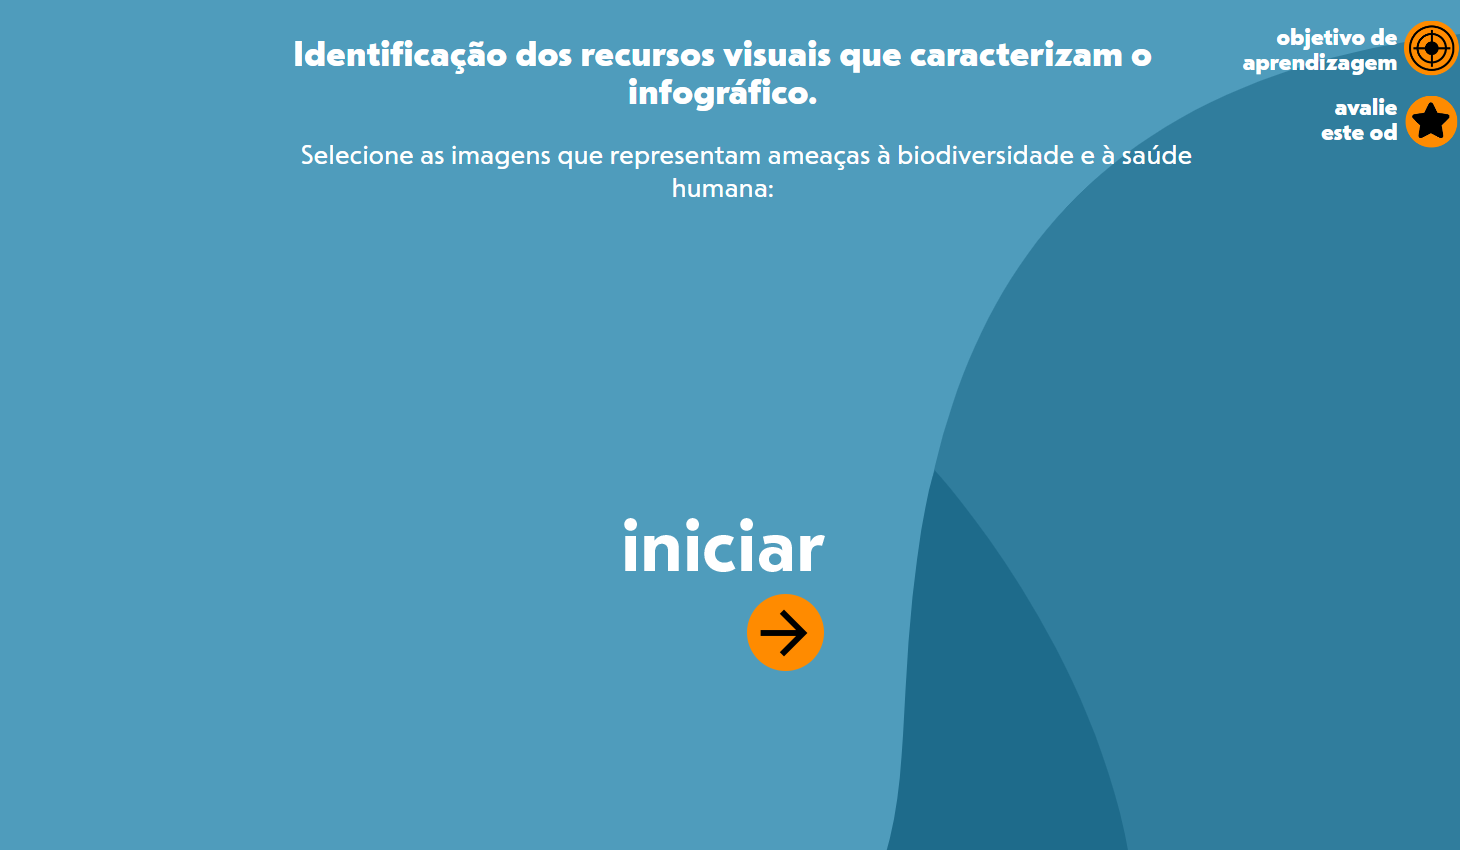 Identificação dos recursos visuais que caracterizam o
infográfico.
Selecione as imagens que representam ameaças à biodiversidade e à saúde
humana:
objetivo de
aprendizagem
avalie
este od
iniciar